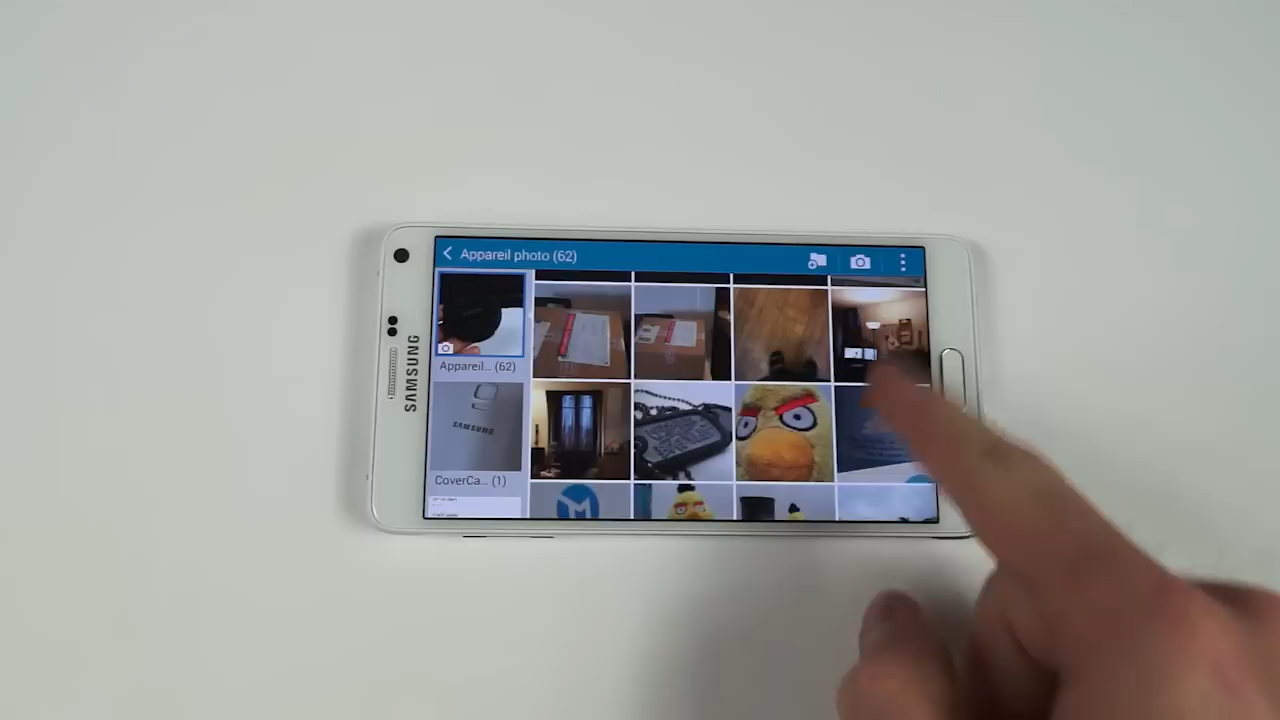 SAMSUNG
Appareil photo (62)
Appareil... (62)
SAMSUNG
CoverCa... (1)
M